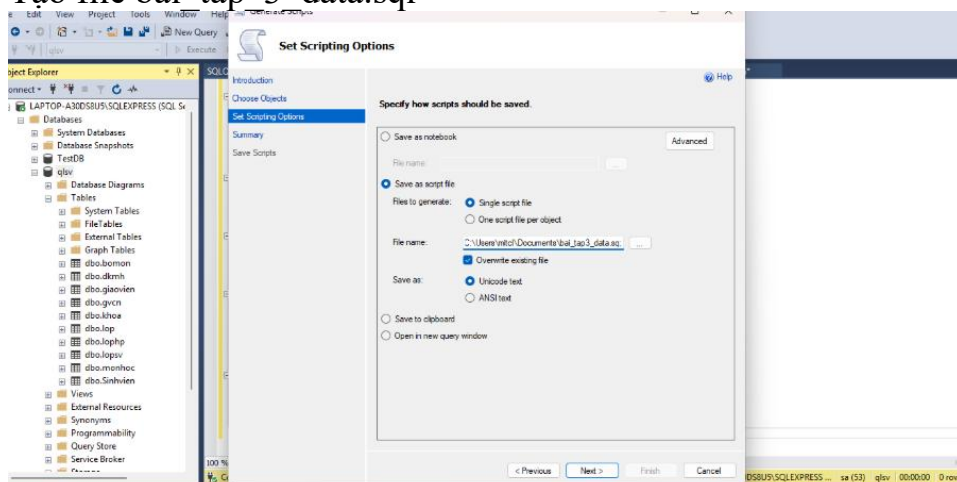 Tạo file bai_tap_3_data.sql
Edit View Project Tools Window Help
Generate Scripts
New Query
qlsv
Execute
Set Scripting Options
Object Explorer
Connect
LAPTOP-A30DS8U5\SQLEXPRESS (SQL Se
Databases
System Databases
Database Snapshots
TestDB
qlsv
Database Diagrams
Tables
System Tables
FileTables
External Tables
Graph Tables
dbo.bomon
dbo.dkmh
dbo.giaovien
dbo.gvcn
dbo.khoa
dbo.lop
dbo.lophp
dbo.lopsv
dbo.monhoc
dbo.Sinhvien
Views
External Resources
Synonyms
Programmability
Query Store
Service Broker
Introduction
Choose Objects
Set Scripting Options
Summary
Save Scripts
Help
Specify how scripts should be saved.
Save as notebook
Advanced
File name:
Save as script file
Files to generate: Single script file
One script file per object
File name: C:\Users\mitcl\Documents\bai_tap3_data.sq
Overwrite existing file
Save as: Unicode text
ANSI text
Save to clipboard
Open in new query window
< Previous Next > Finish Cancel
100 %
0DS8U5\SQLEXPRESS ... sa (53) qlsv 00:00:00 0 row